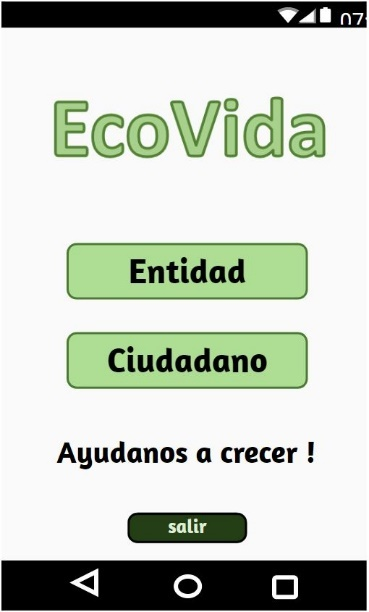 EcoVida
Entidad
Ciudadano
Ayudanos a crecer !
salir